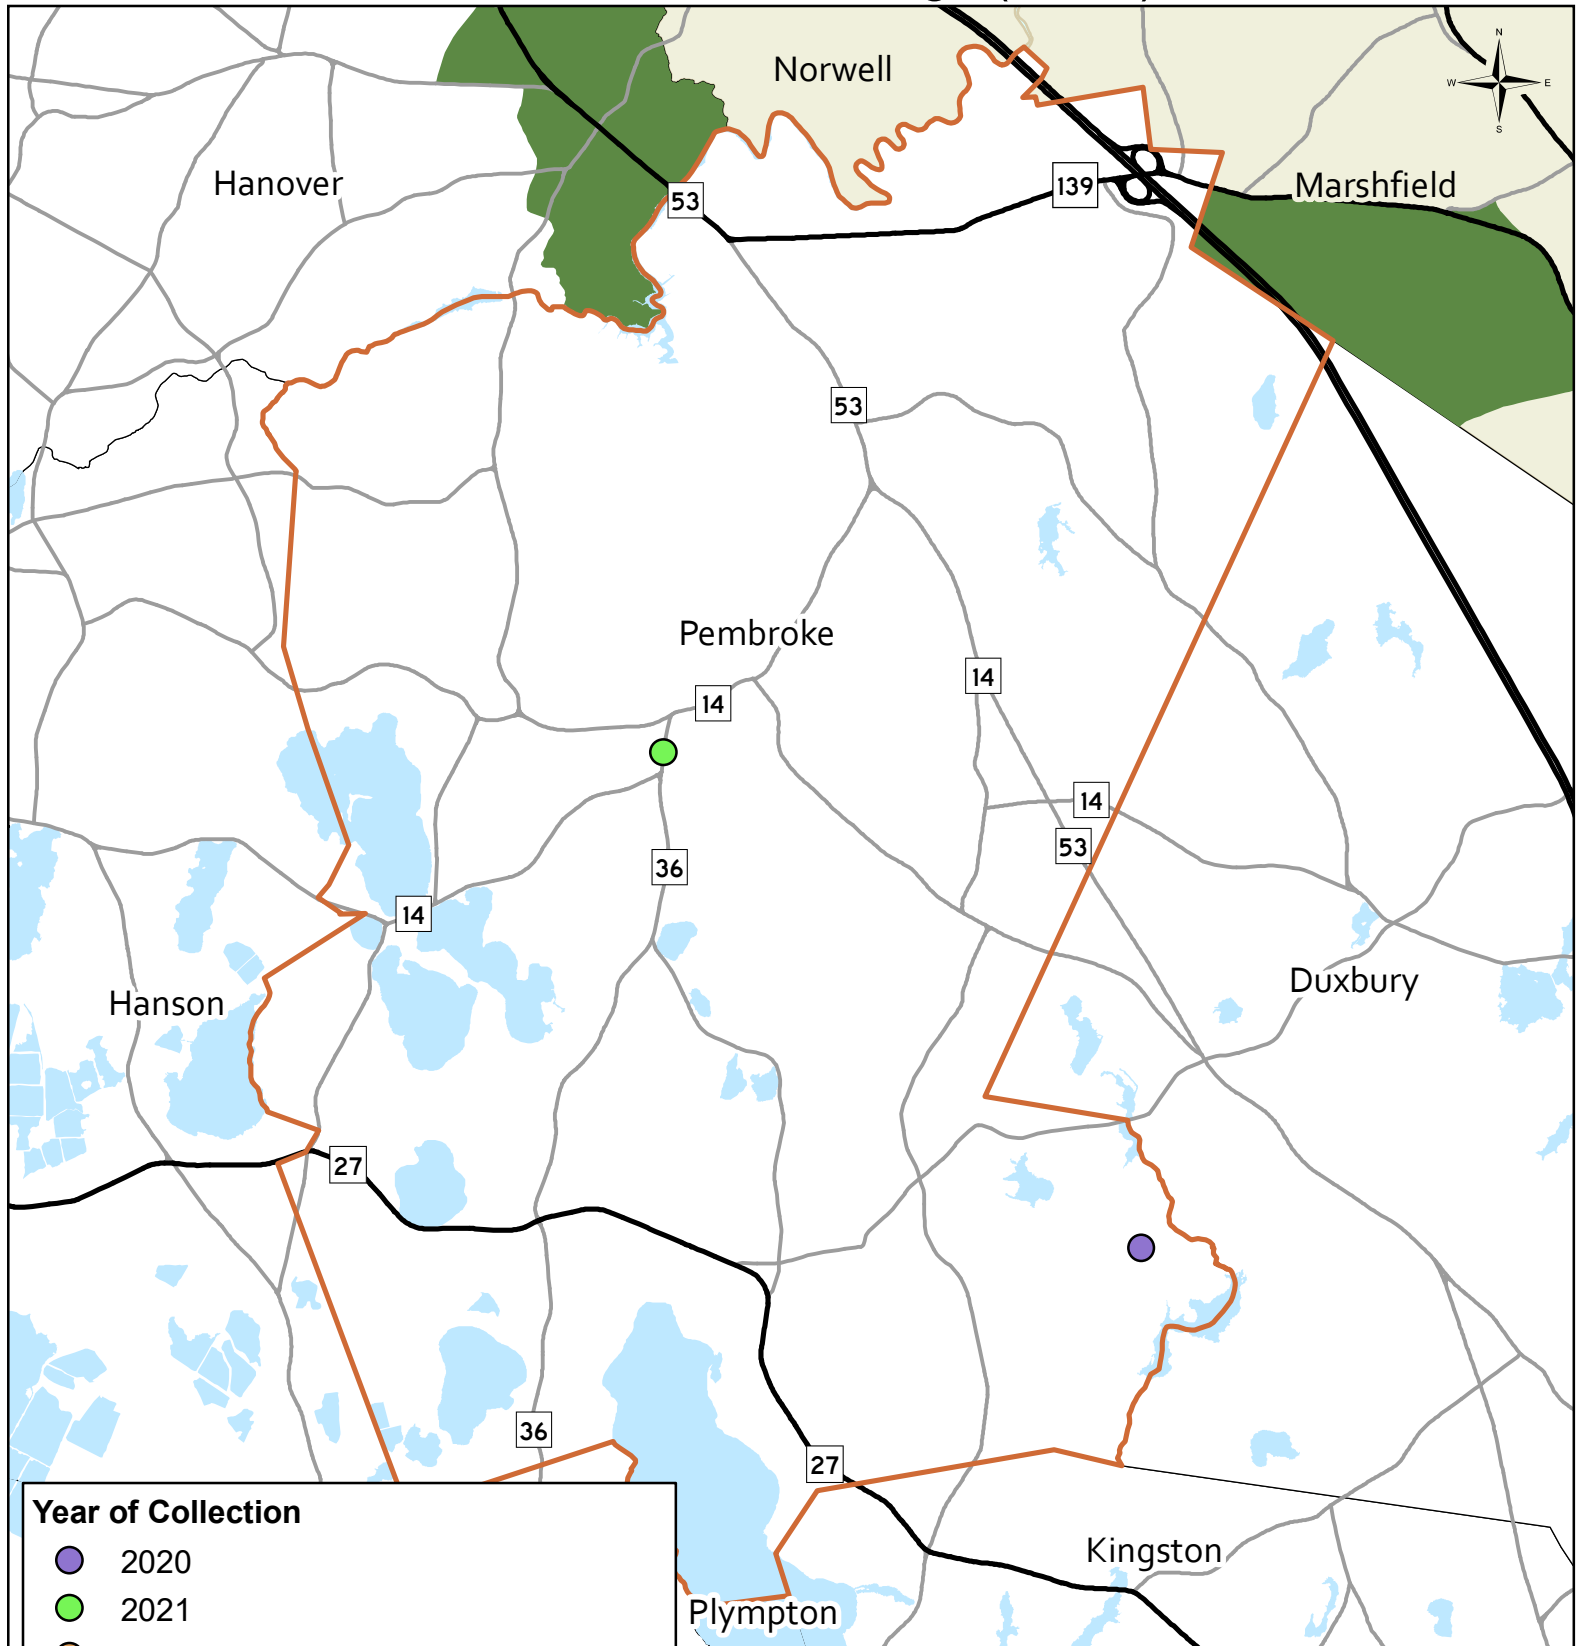 Norwell
N
W
E
S
Hanover
139
Marshfield
53
53
Pembroke
14
14
14
53
36
14
Duxbury
Hanson
27
36
27
Year of Collection
2020
2021
Kingston
Plympton